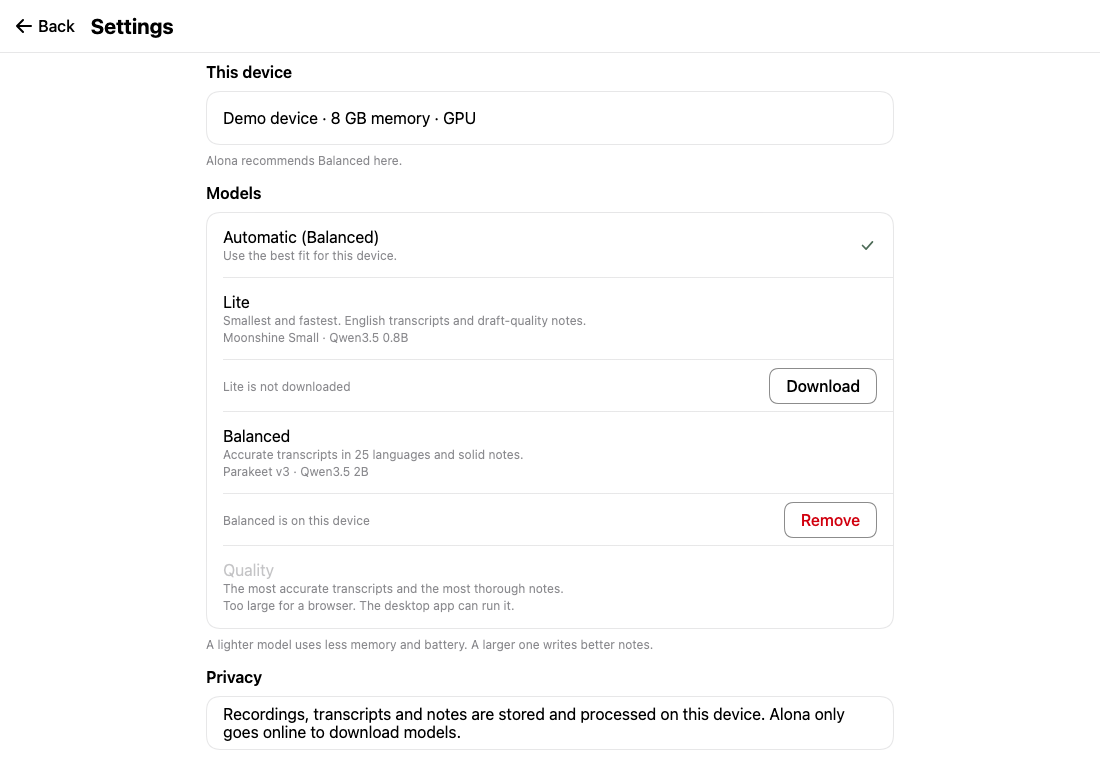 Back Settings
This device
Demo device · 8 GB memory · GPU
Alona recommends Balanced here.
Models
Automatic (Balanced)
Use the best fit for this device.
Lite
Smallest and fastest. English transcripts and draft-quality notes.
Moonshine Small · Qwen3.5 0.8B
Lite is not downloaded Download
Balanced
Accurate transcripts in 25 languages and solid notes.
Parakeet v3 · Qwen3.5 2B
Balanced is on this device Remove
Quality
The most accurate transcripts and the most thorough notes.
Too large for a browser. The desktop app can run it.
A lighter model uses less memory and battery. A larger one writes better notes.
Privacy
Recordings, transcripts and notes are stored and processed on this device. Alona only
goes online to download models.